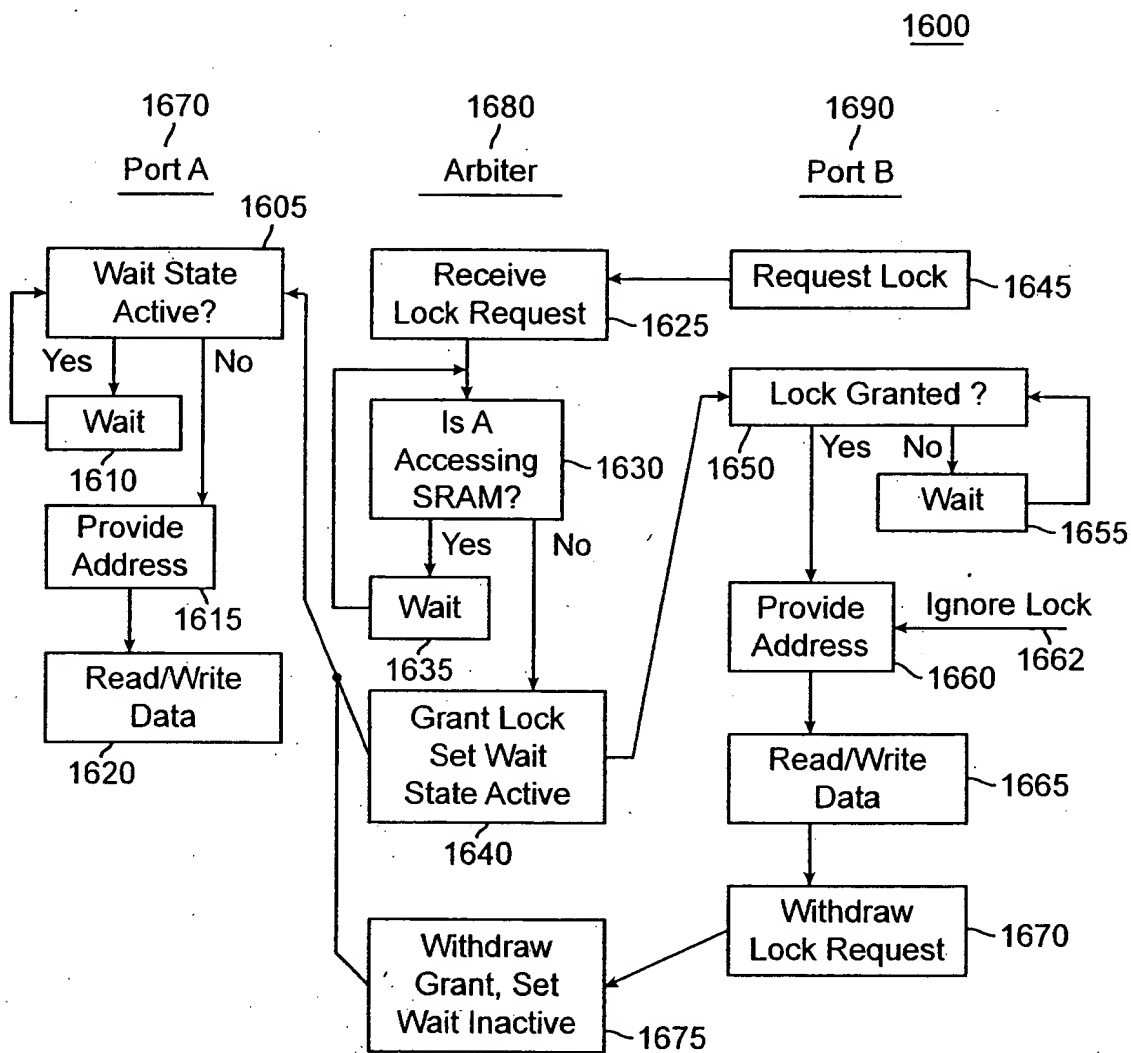 1600
1670
Port A
1680
Arbiter
1690
Port B
1605
Wait State
Active?
Yes
No
Wait
1610
Provide
Address
1615
Read/Write
Data
1620
Receive
Lock Request
1625
Is A
Accessing
SRAM?
1630
Yes
No
Wait
1635
Grant Lock
Set Wait
State Active
1640
Withdraw
Grant, Set
Wait Inactive
1675
Request Lock
1645
Lock Granted ?
1650
Yes
No
Wait
1655
Provide
Address
1660
Ignore Lock
1662
Read/Write
Data
1665
Withdraw
Lock Request
1670